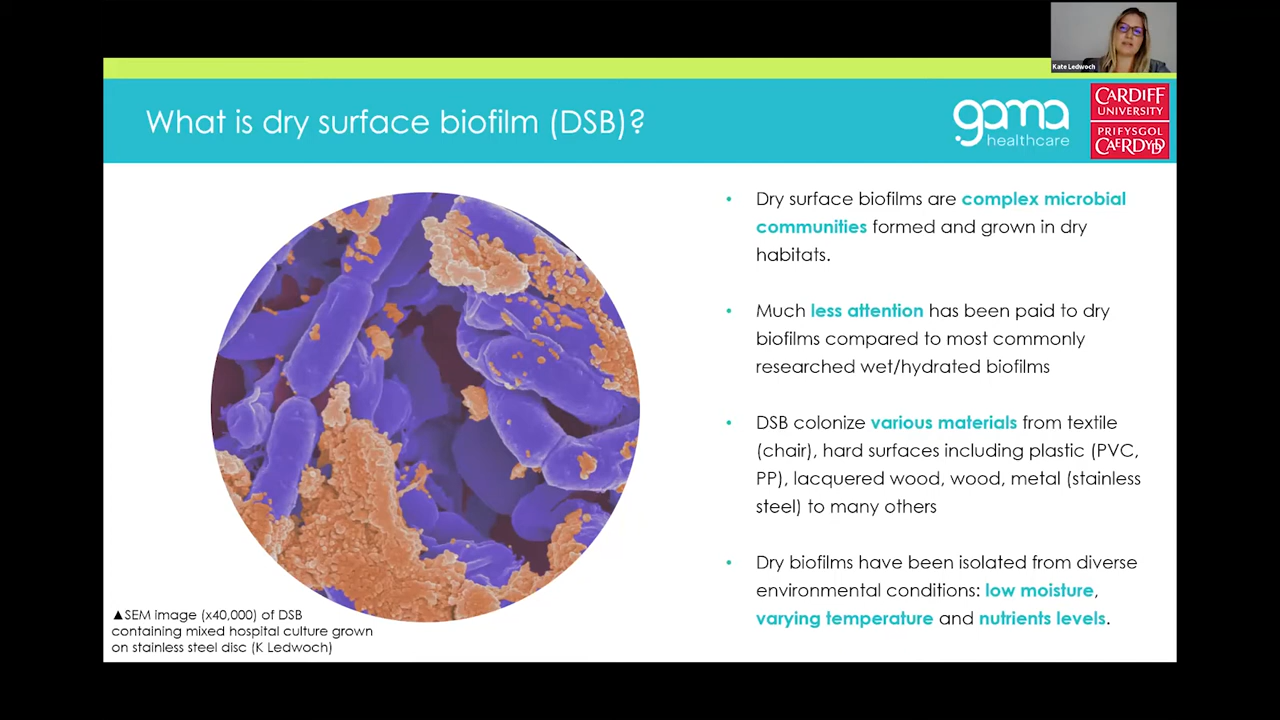 Kate Ledwoch
What is dry surface biofilm (DSB)?
gama
healthcare
CARDIFF
UNIVERSITY
PRIFYSGOL
CAERDYDD
• Dry surface biofilms are complex microbial
communities formed and grown in dry
habitats.
• Much less attention has been paid to dry
biofilms compared to most commonly
researched wet/hydrated biofilms
• DSB colonize various materials from textile
(chair), hard surfaces including plastic (PVC,
PP), lacquered wood, wood, metal (stainless
steel) to many others
• Dry biofilms have been isolated from diverse
environmental conditions: low moisture,
varying temperature and nutrients levels.
▲SEM image (x40,000) of DSB
containing mixed hospital culture grown
on stainless steel disc (K Ledwoch)